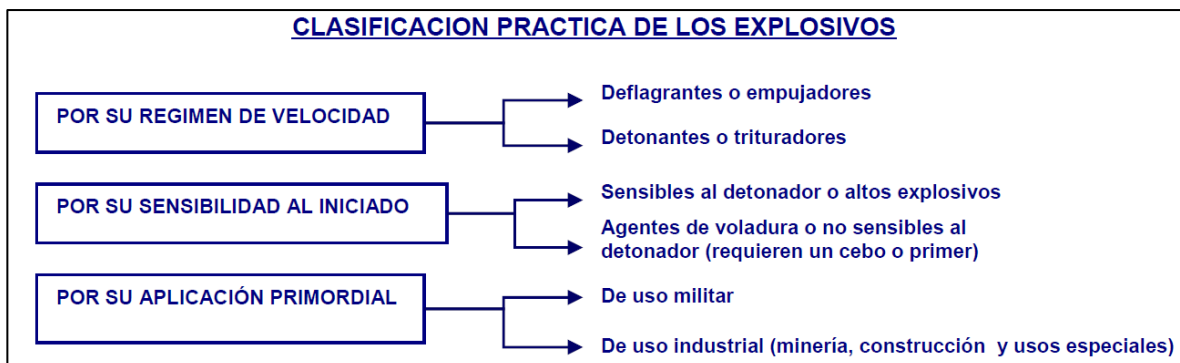 CLASIFICACION PRACTICA DE LOS EXPLOSIVOS
POR SU REGIMEN DE VELOCIDAD
Deflagrantes o empujadores
Detonantes o trituradores
POR SU SENSIBILIDAD AL INICIADO
Sensibles al detonador o altos explosivos
Agentes de voladura o no sensibles al
detonador (requieren un cebo o primer)
POR SU APLICACIÓN PRIMORDIAL
De uso militar
De uso industrial (minería, construcción y usos especiales)